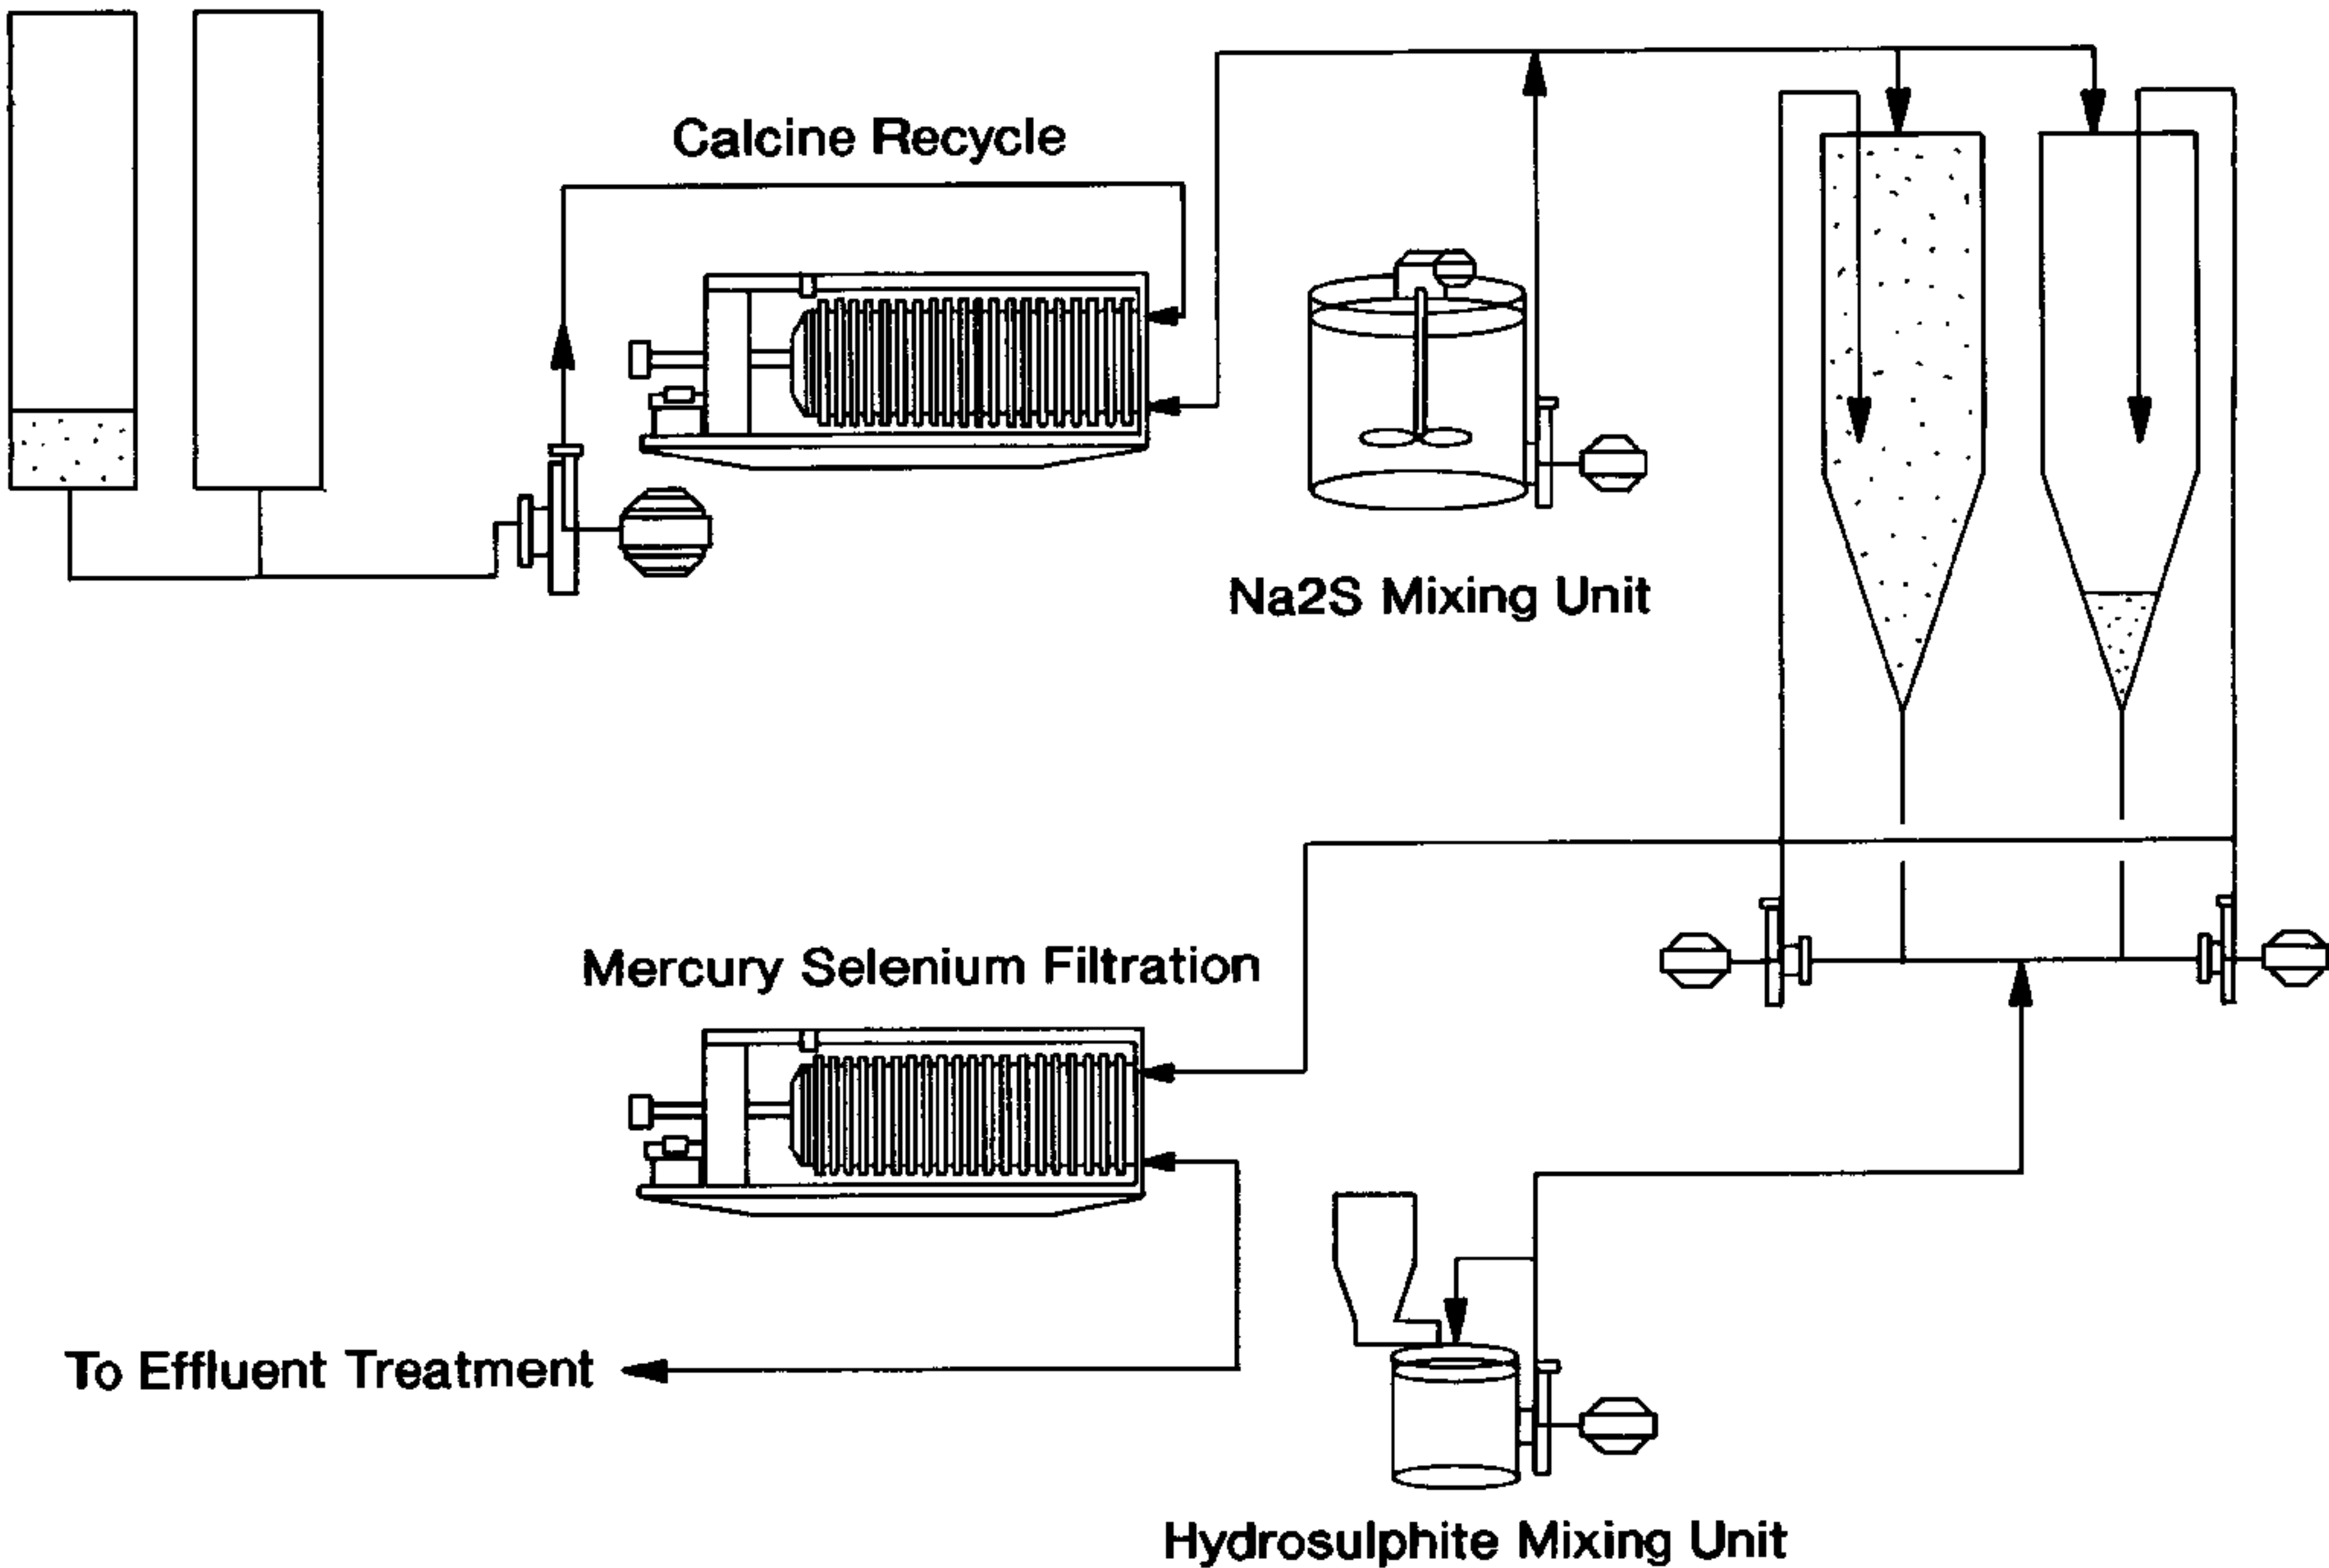 Calcine Recycle
Na2S Mixing Unit
Mercury Selenium Filtration
To Effluent Treatment
Hydrosulphite Mixing Unit